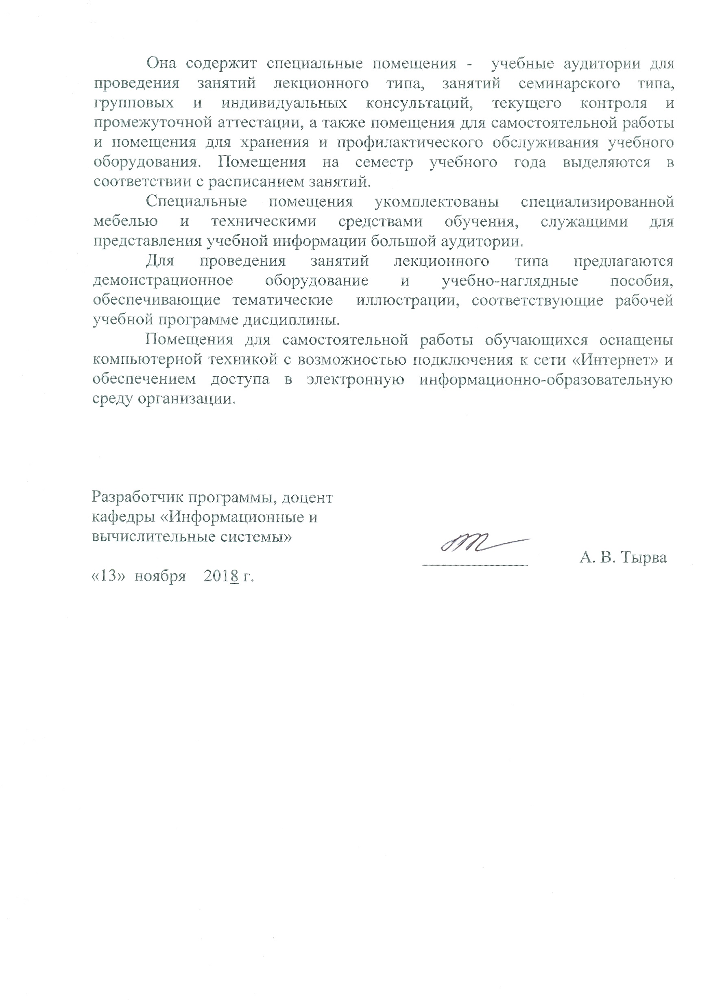 Она содержит специальные помещения - учебные аудитории для
проведения занятий лекционного типа, занятий семинарского типа,
групповых и индивидуальных консультаций, текущего контроля и
промежуточной аттестации, а также помещения для самостоятельной работы
и помещения для хранения и профилактического обслуживания учебного
оборудования. Помещения на семестр учебного года выделяются в
соответствии с расписанием занятий.
Специальные помещения укомплектованы специализированной
мебелью и техническими средствами обучения, служащими для
представления учебной информации большой аудитории.
Для проведения занятий лекционного типа предлагаются
демонстрационное оборудование и учебно-наглядные пособия,
обеспечивающие тематические иллюстрации, соответствующие рабочей
учебной программе дисциплины.
Помещения для самостоятельной работы обучающихся оснащены
компьютерной техникой с возможностью подключения к сети «Интернет» и
обеспечением доступа в электронную информационно-образовательную
среду организации.
Разработчик программы, доцент
кафедры «Информационные и
вычислительные системы»
А. В. Тырва
«13» ноября 2018 г.